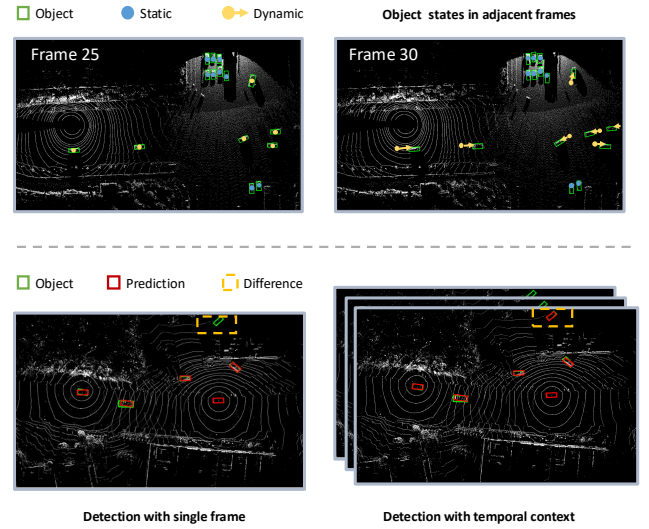 Object Static Dynamic Object states in adjacent frames
Frame 25 Frame 30
Object Prediction Difference
Detection with single frame Detection with temporal context